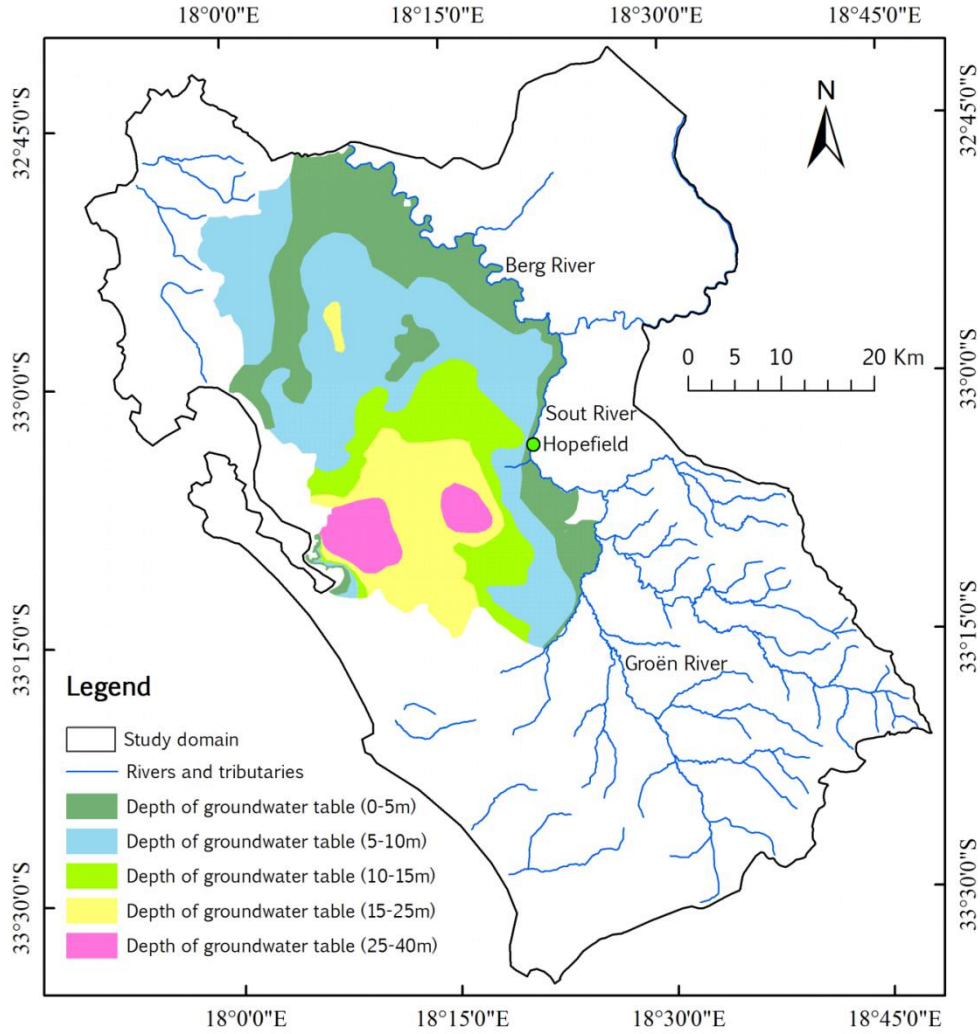 18°0'0"E 18°15'0"E 18°30'0"E 18°45'0"E
N
32°45'0"S
32°45'0"S
Berg River
0 5 10 20 Km
33°0'0"S
33°0'0"S
Sout River
Hopefield
33°15'0"S
33°15'0"S
Groën River
Legend
Study domain
Rivers and tributaries
Depth of groundwater table (0-5m)
Depth of groundwater table (5-10m)
Depth of groundwater table (10-15m)
Depth of groundwater table (15-25m)
Depth of groundwater table (25-40m)
33°30'0"S
33°30'0"S
18°0'0"E 18°15'0"E 18°30'0"E 18°45'0"E